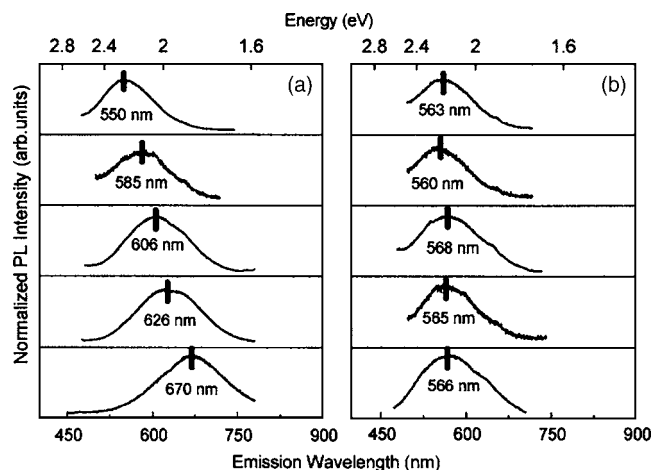 Energy (eV)
2.8 2.4 2 1.6 2.8 2.4 2 1.6
Normalized PL Intensity (arb.units)
(a)
550 nm
585 nm
606 nm
626 nm
670 nm
(b)
563 nm
560 nm
568 nm
565 nm
566 nm
450 600 750 900 450 600 750 900
Emission Wavelength (nm)